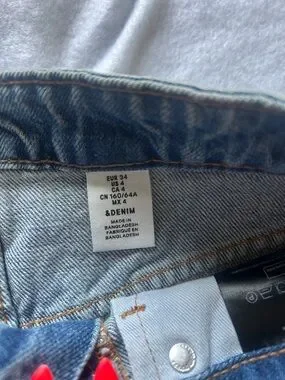 EUR 34
US 4
CA 4
CN 160/64A
MX 4
&DENIM
MADE IN
BANGLADESH
FABRIQUÉ EN
BANGLADESH